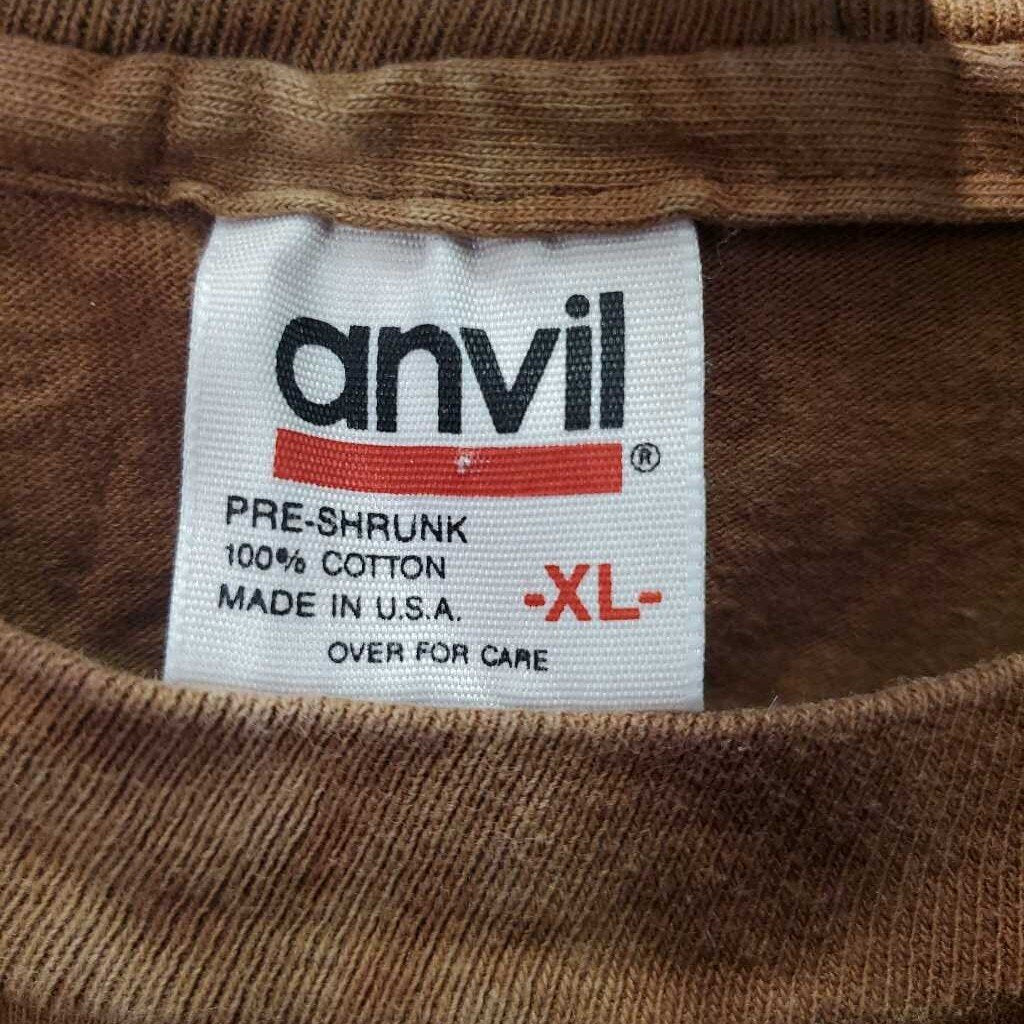 anvil
®
PRE-SHRUNK
100% COTTON
MADE IN U.S.A.
-XL-
OVER FOR CARE